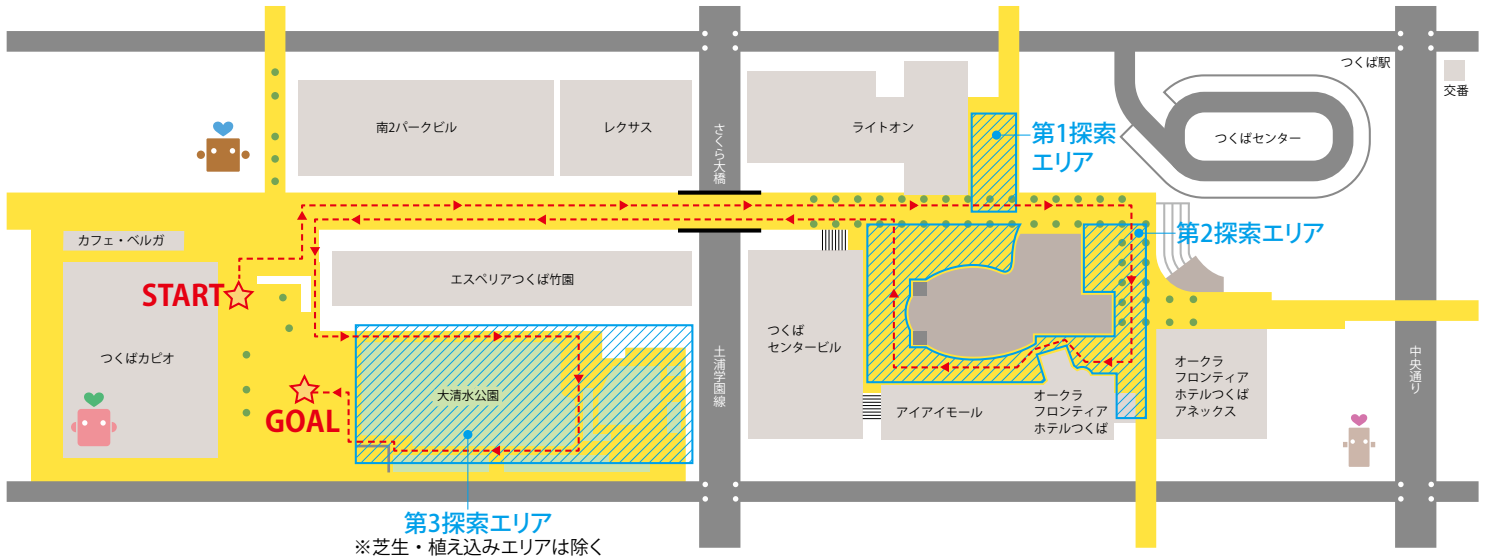 つくば駅
交番
南2パークビル
レクサス
さくら大橋
ライトオン
第1探索
エリア
つくばセンター
カフェ・ベルガ
第2探索エリア
START
エスペリアつくば竹園
つくばカピオ
つくば
センタービル
土浦学園線
中央通り
オークラ
フロンティア
ホテルつくば
アネックス
大清水公園
GOAL
アイアイモール
オークラ
フロンティア
ホテルつくば
第3探索エリア
※芝生・植え込みエリアは除く